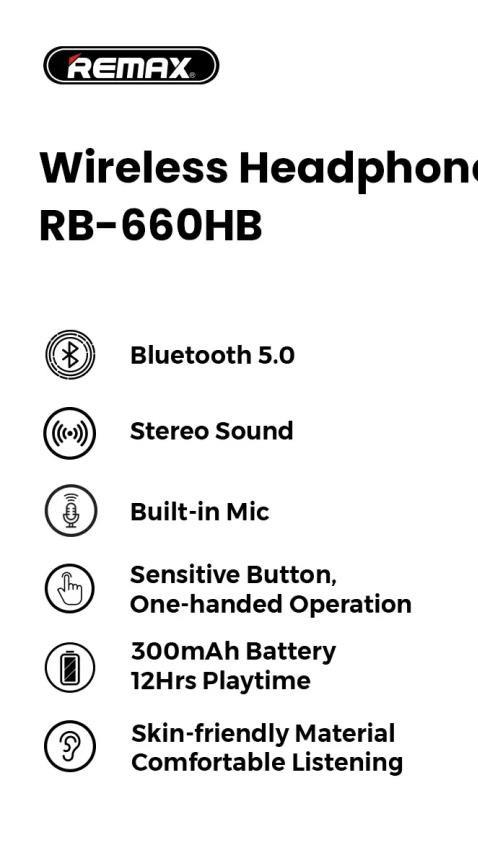 REMAX
Wireless Headphon
RB-660HB
Bluetooth 5.0
Stereo Sound
Built-in Mic
Sensitive Button,
One-handed Operation
300mAh Battery
12Hrs Playtime
Skin-friendly Material
Comfortable Listening